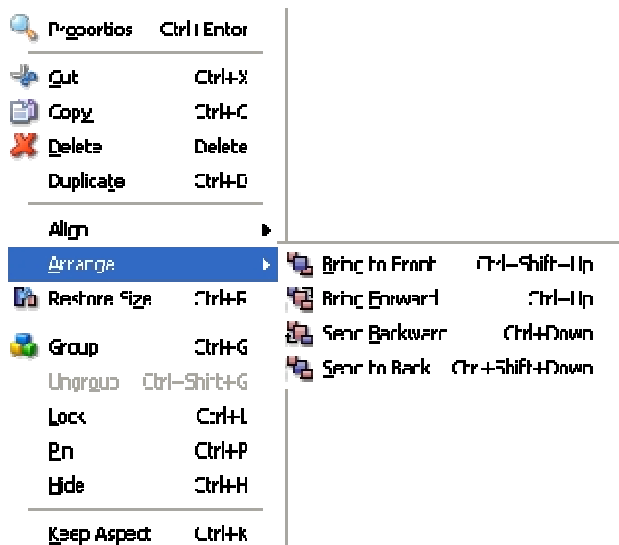 Properties Ctrl+Enter
Cut Ctrl+X
Copy Ctrl+C
Delete Delete
Duplicate Ctrl+D
Align
Arrange
Bring to Front Ctrl+Shift+Up
Restore Size Ctrl+R
Bring Forward Ctrl+Up
Send Backward Ctrl+Down
Group Ctrl+G
Send to Back Ctrl+Shift+Down
Ungroup Ctrl+Shift+G
Lock Ctrl+L
Pin Ctrl+P
Hide Ctrl+H
Keep Aspect Ctrl+K